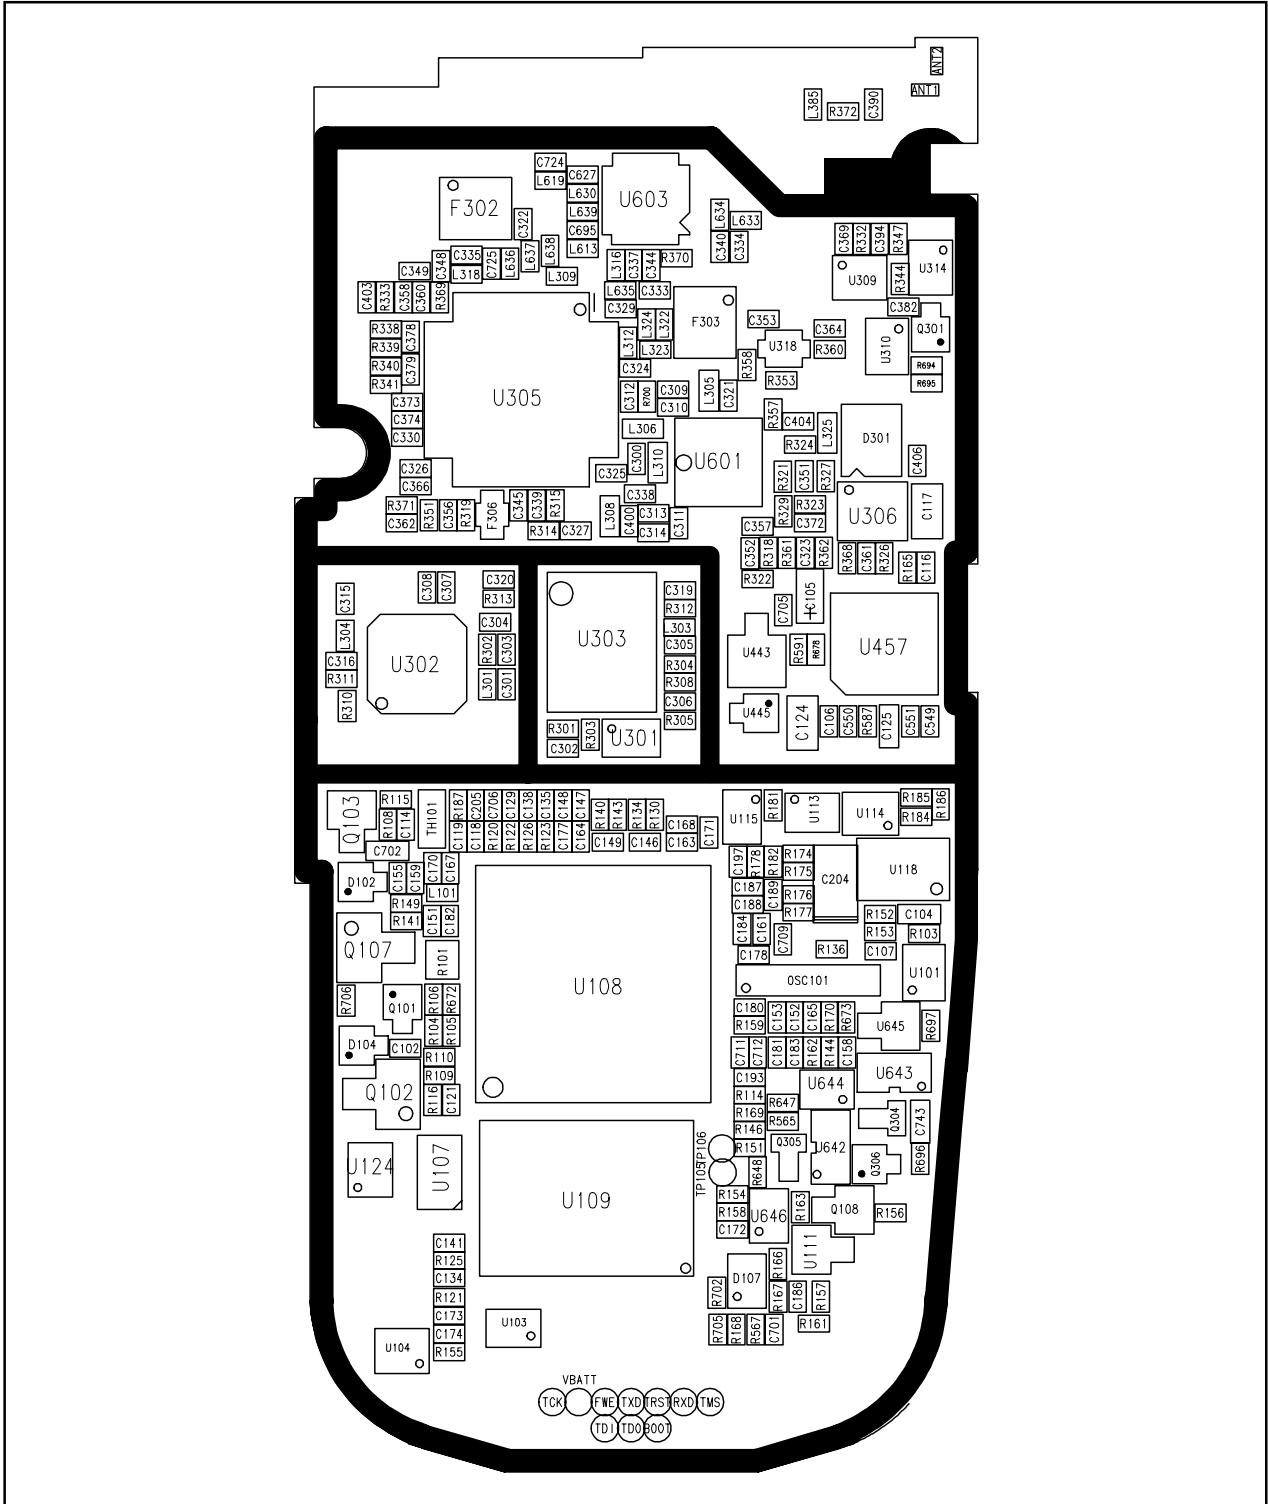 ANT2
ANT1
L385
R372
C390
C724
L619
C627
L630
L639
C695
L613
U603
F302
C322
L634
L633
C340
C334
C369
R332
C394
R347
U309
R344
U314
C382
Q301
C349
C348
C335
L318
C725
L636
L637
L638
L309
L316
C337
C344
R370
C403
R333
C358
C360
R369
L635
C333
C329
F303
C353
U318
C364
R360
U310
R694
R695
R338
R339
R340
R341
C378
C379
U305
L324
L322
L312
L323
C324
R358
R353
C373
C374
C330
C312
R700
C309
C310
L305
C321
R357
C404
R324
L325
D301
C406
L306
C300
L310
U601
C326
C366
C325
C338
R321
C351
R327
R371
C362
R351
C356
R319
F306
C345
C339
R315
R314
C327
L308
C400
C313
C314
C311
C357
R329
R323
C372
U306
C117
C352
R318
R361
C323
R362
R368
C361
R326
R165
C116
R322
C315
L304
C316
R311
R310
C308
C307
C320
R313
C304
R302
C303
L301
C301
U302
U303
C319
R312
L303
C305
R304
R308
C306
R305
R301
C302
R303
U301
C705
C105
U443
R591
R678
U457
U445
C124
C106
C550
R587
C125
C551
C549
Q103
R115
R108
C114
C702
TH101
R187
C205
C706
C129
C138
C135
C148
C147
C119
C118
R120
R122
R126
R123
C177
C164
R140
R143
R134
R130
C149
C146
C168
C163
C171
U115
R181
U113
U114
R185
R184
R186
D102
C155
C159
C170
C167
L101
R149
R141
C151
C182
C197
R178
R182
R174
R175
C187
C188
C189
R176
R177
C204
U118
Q107
R101
U108
C184
C161
C178
C709
R136
R152
R153
C107
C104
R103
OSC101
U101
R706
Q101
R106
R672
R104
R105
C180
R159
C153
C152
C165
R170
R673
U645
R697
D104
C102
R110
R109
C711
C712
C181
C183
R162
R144
C158
U643
Q102
R116
C121
C193
R114
R169
R146
R151
R647
R565
U644
Q304
C743
U124
U107
U109
TP106
TP105
R648
Q305
U642
Q306
R696
R154
R158
C172
U646
R163
Q108
R156
U111
C141
R125
C134
R121
C173
C174
R155
U103
U104
R702
D107
R166
R167
C186
R157
R705
R168
R567
C701
R161
VBATT
TCK
FWE
TXD
TRST
RXD
TMS
TDI
TDO
BOOT